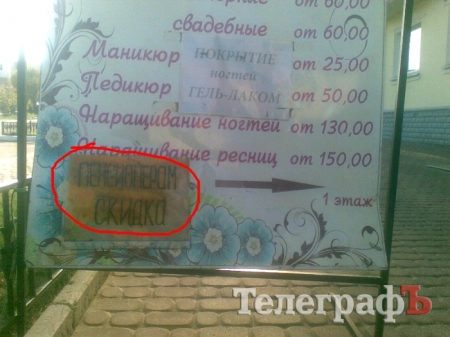 свадебные от 60,00
Маникюр от 25,00
ПОКРЫТИЕ
ногтей
ГЕЛЬ-ЛАКОМ
Педикюр от 50,00
Наращивание ногтей от 130,00
Наращивание ресниц от 150,00
ПЕНСИОНЕРОМ
СКИДКА
1 этаж
ТелеграфЪ